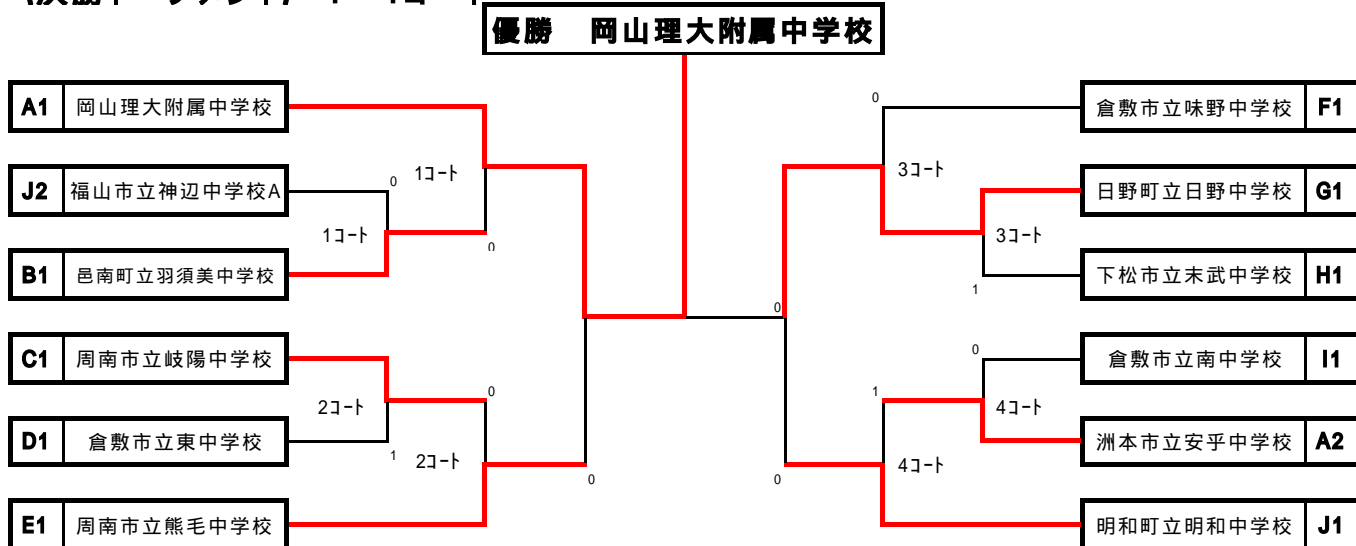 優勝 岡山理大附属中学校
A1 岡山理大附属中学校
J2 福山市立神辺中学校A
B1 邑南町立羽須美中学校
C1 周南市立岐陽中学校
D1 倉敷市立東中学校
E1 周南市立熊毛中学校
1コート
0
1コート
0
2コート
1
0
2コート
0
0
0
3コート
3コート
1
0
4コート
1
4コート
0
倉敷市立味野中学校 F1
日野町立日野中学校 G1
下松市立末武中学校 H1
倉敷市立南中学校 I1
洲本市立安乎中学校 A2
明和町立明和中学校 J1